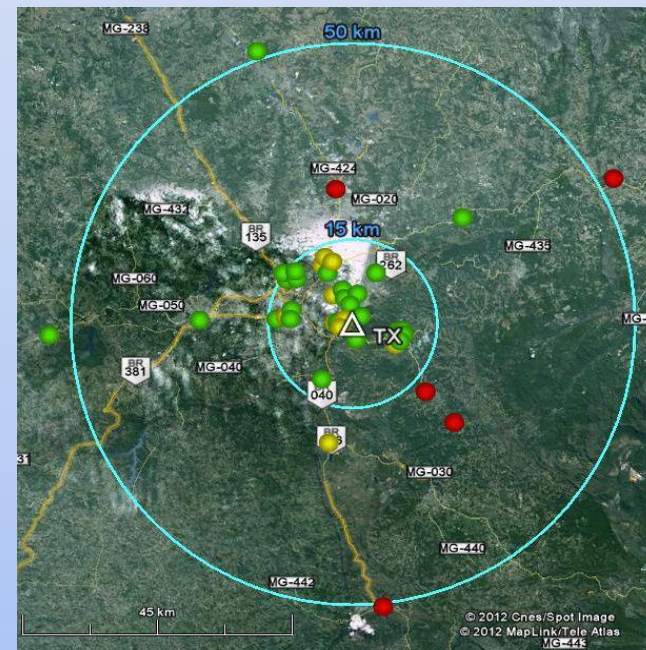 MG-238
50 km
MG-424
MG-020
MG-432
15 km
BR
135
MG-435
BR
262
MG-060
MG-050
TX
BR
381
MG-040
040
MG-030
MG-440
MG-442
45 km
© 2012 Cnes/Spot Image
© 2012 MapLink/Tele Atlas
MG-443